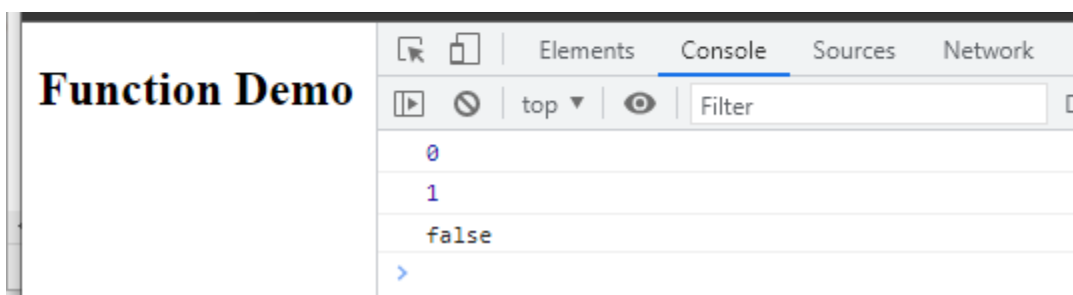 Function Demo
Elements Console Sources Network
top ▼ Filter
0
1
false
>